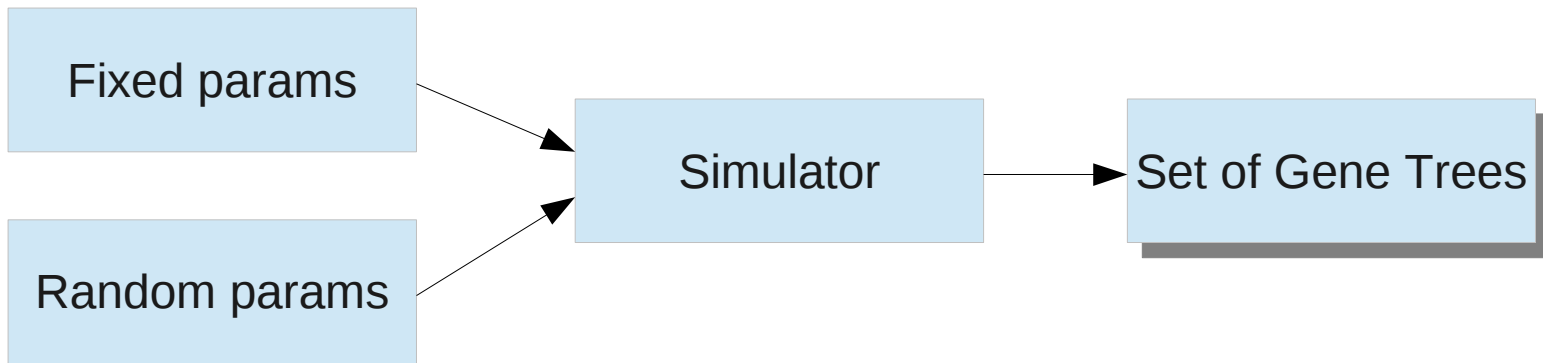 Fixed params
Simulator
Set of Gene Trees
Random params